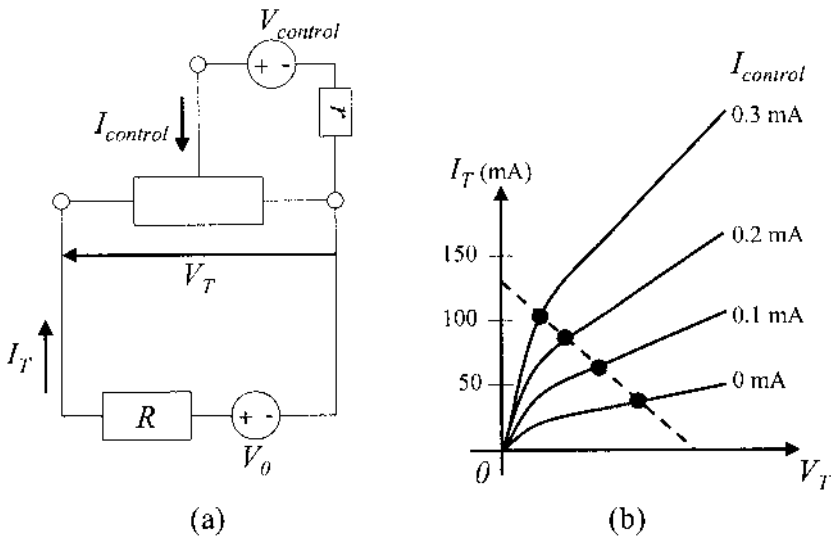 V_control
r
I_control
V_T
I_T
R
+ -
+ -
V_0
(a)
I_control
0.3 mA
I_T (mA)
0.2 mA
150
100
0.1 mA
50
0 mA
0
V_T
(b)